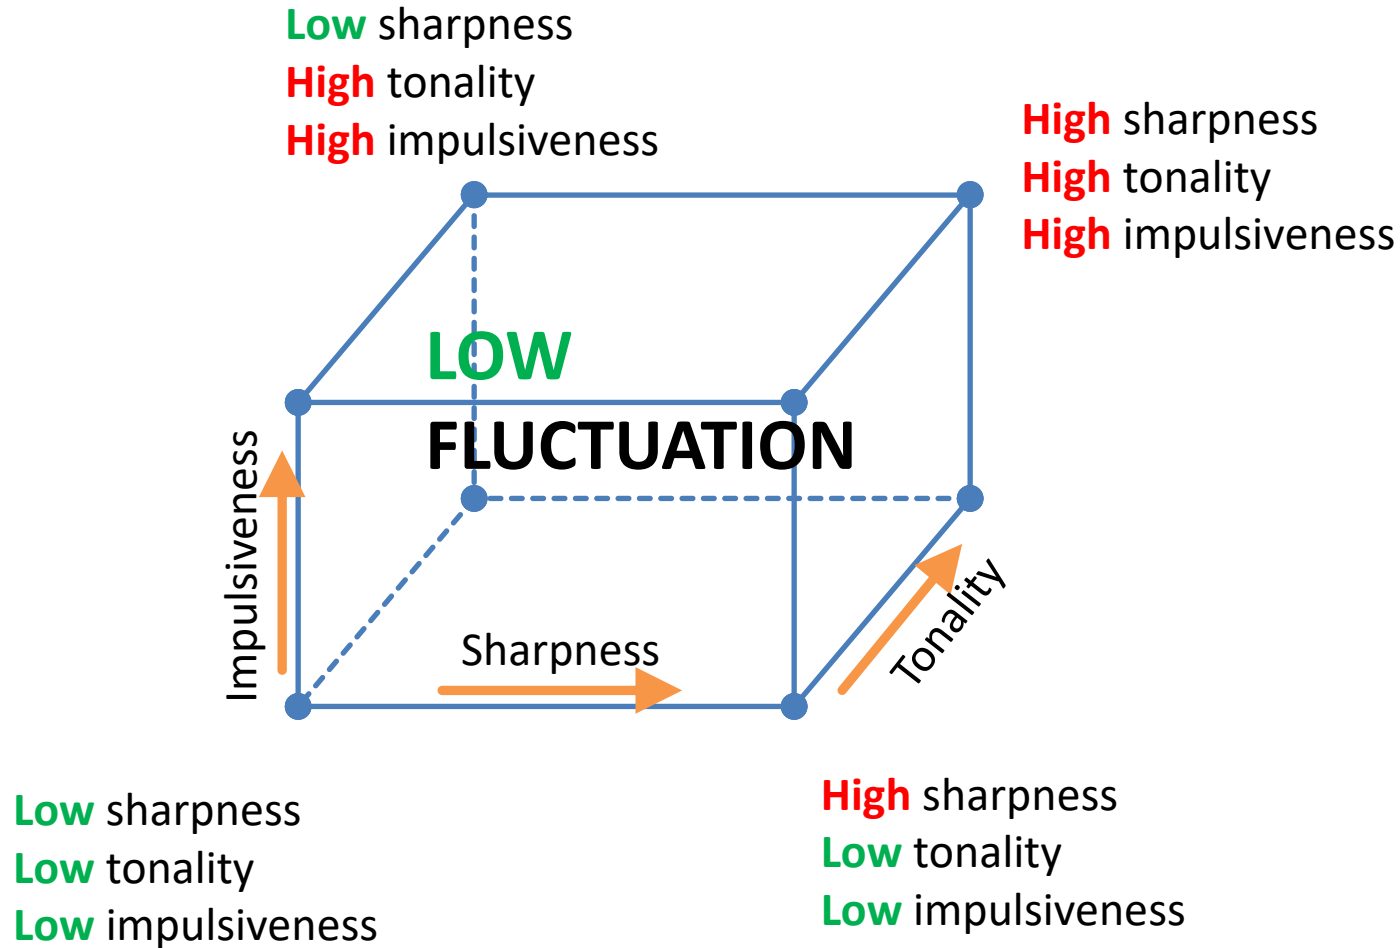 Low sharpness
High tonality
High impulsiveness
High sharpness
High tonality
High impulsiveness
LOW
FLUCTUATION
Impulsiveness
Sharpness
Tonality
Low sharpness
Low tonality
Low impulsiveness
High sharpness
Low tonality
Low impulsiveness